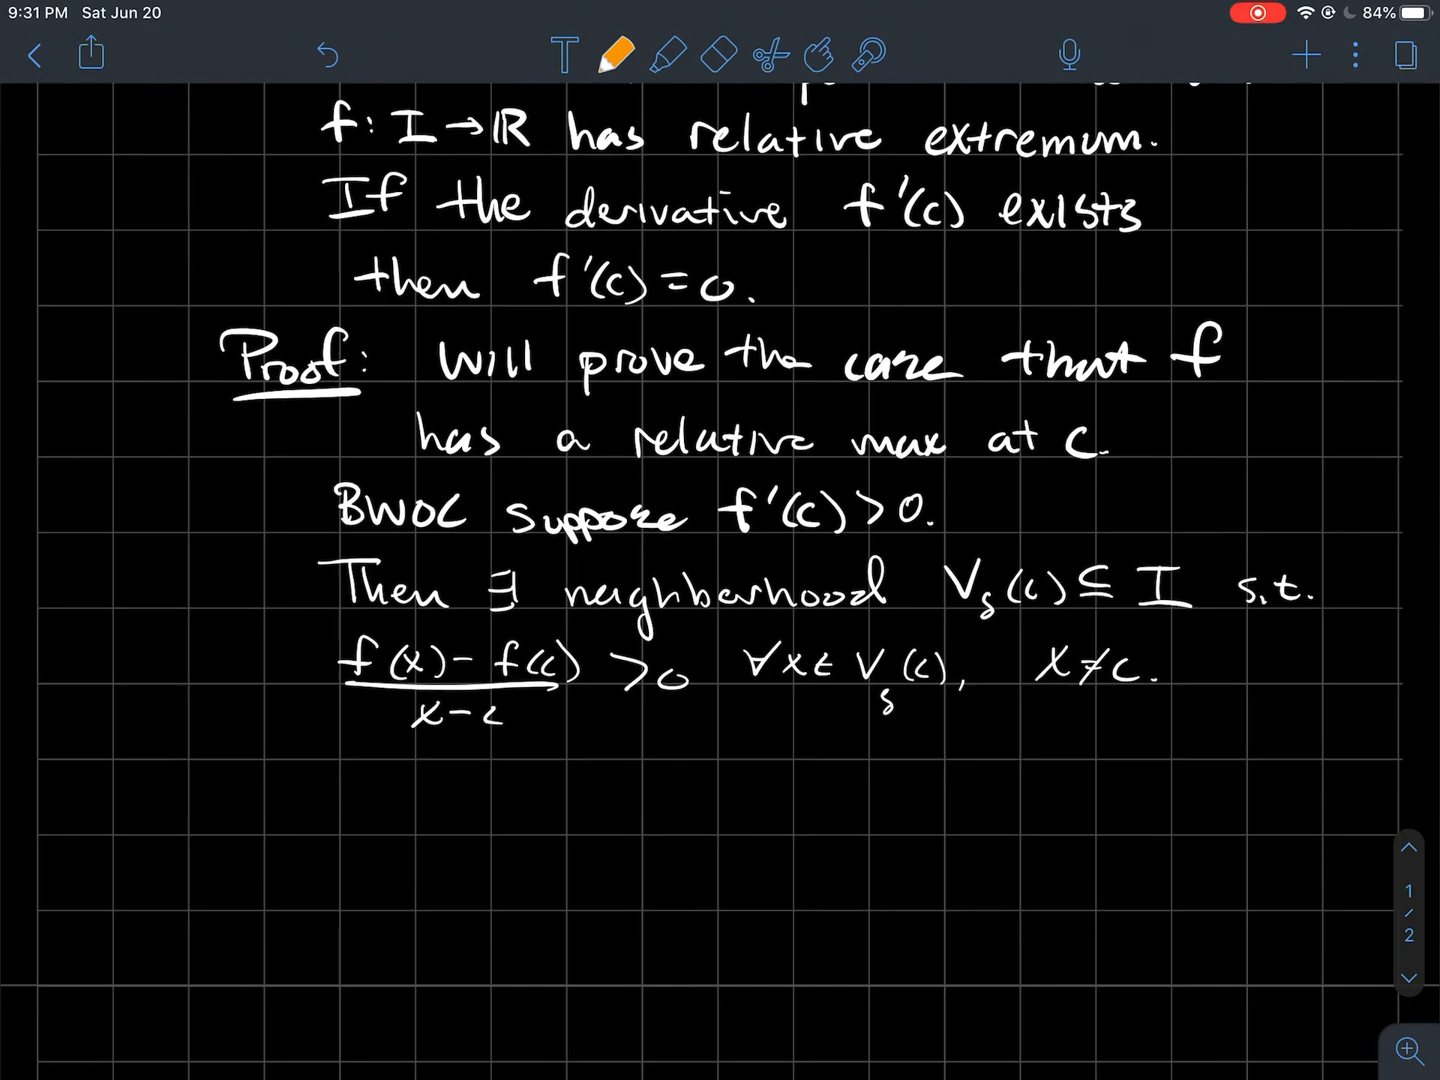 9:31 PM Sat Jun 20 84%
f: I → ℝ has relative extremum.
If the derivative f'(c) exists
then f'(c) = 0.
Proof: Will prove the case that f
has a relative max at c.
BWOC suppose f'(c) > 0.
Then ∃ neighborhood V_δ(c) ⊆ I s.t.
(f(x) - f(c))/(x - c) > 0 ∀x ∈ V_δ(c), x ≠ c.
1
/
2